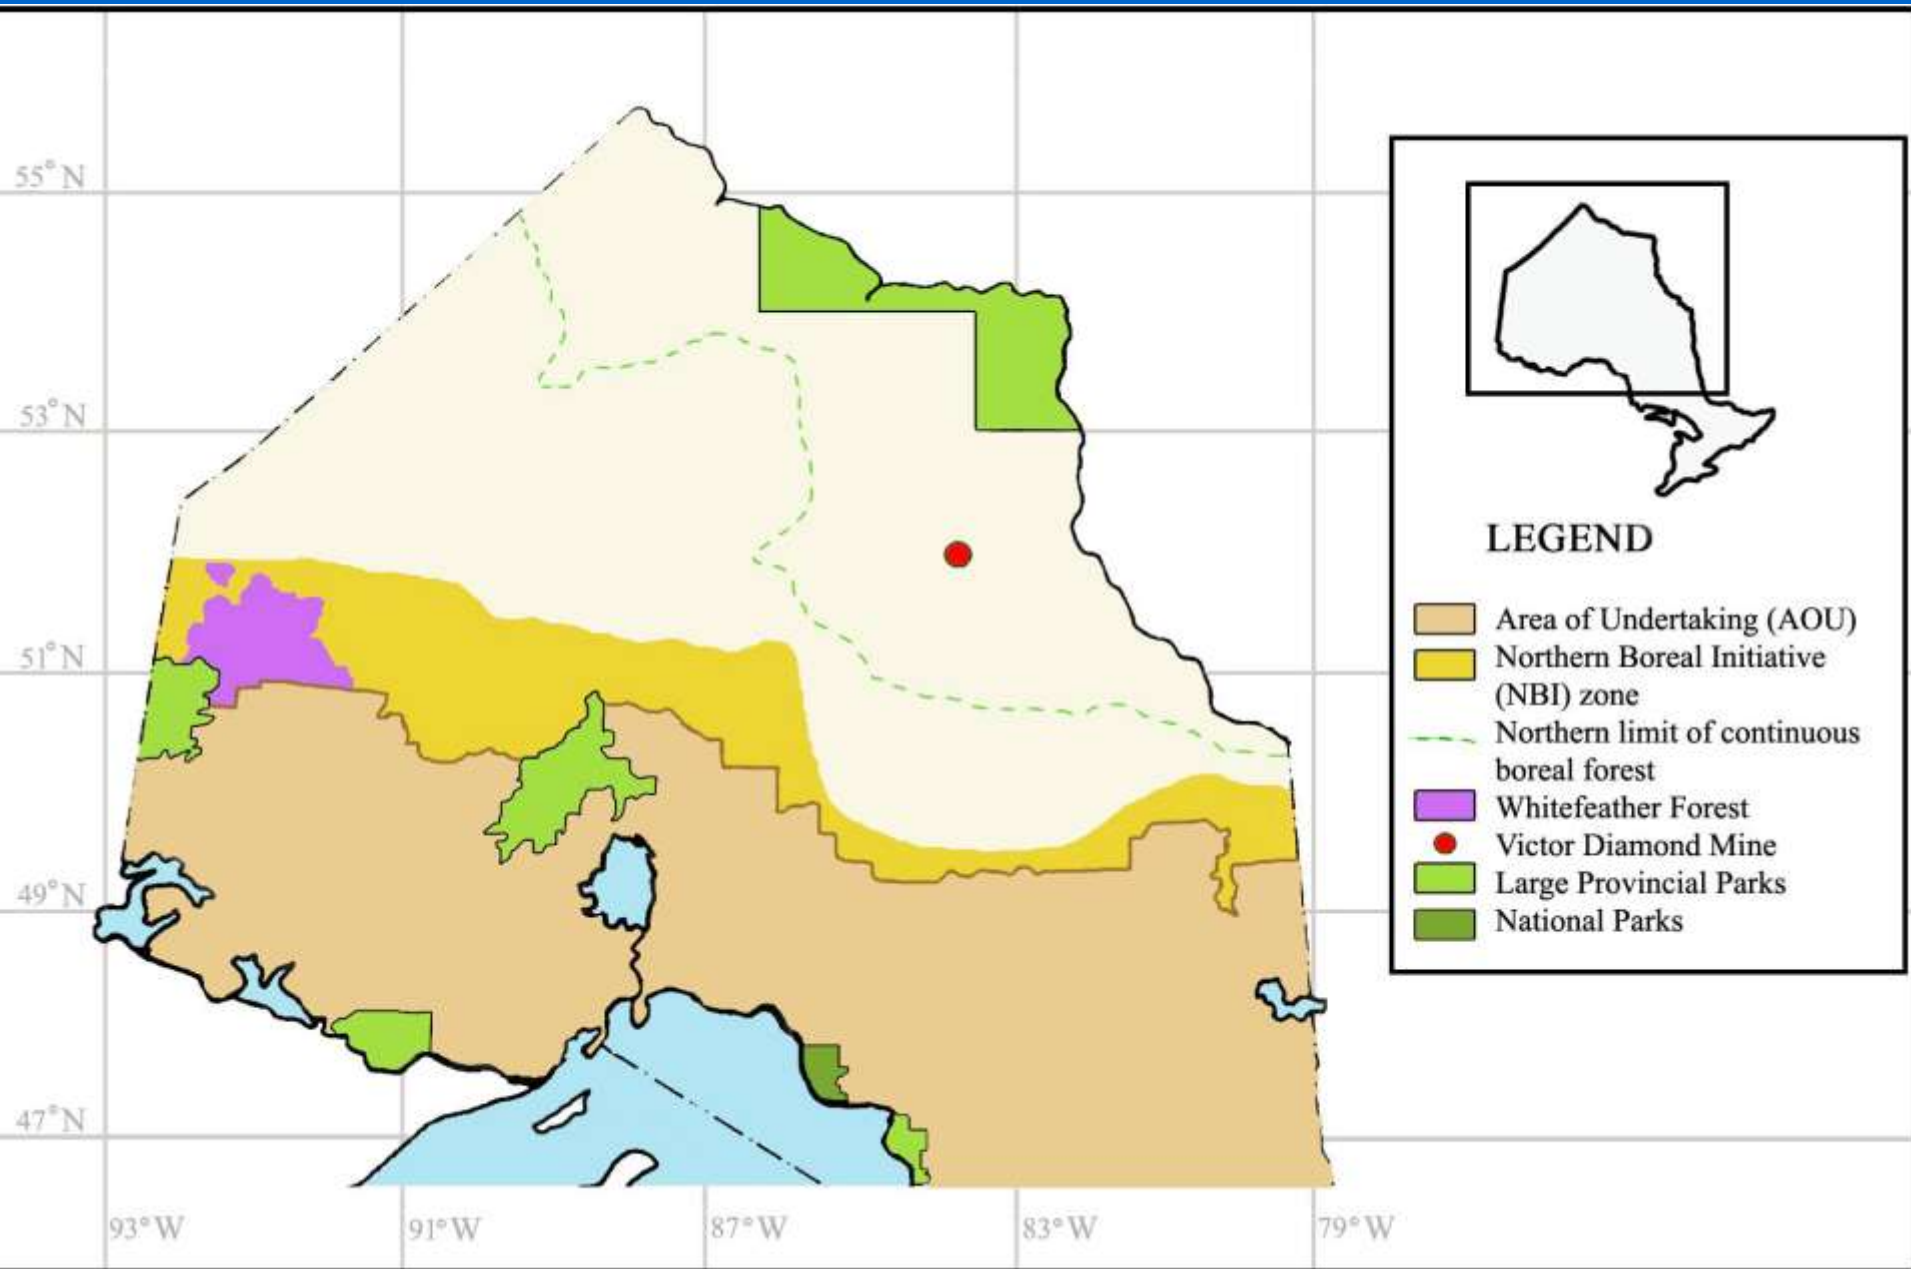 55°N
53°N
51°N
49°N
47°N
93°W
91°W
87°W
83°W
79°W
LEGEND
Area of Undertaking (AOU)
Northern Boreal Initiative
(NBI) zone
Northern limit of continuous
boreal forest
Whitefeather Forest
Victor Diamond Mine
Large Provincial Parks
National Parks